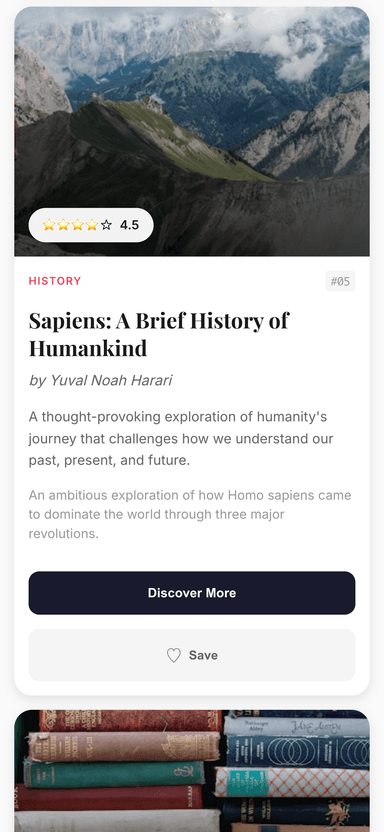 ⭐⭐⭐⭐☆ 4.5
HISTORY #05
Sapiens: A Brief History of
Humankind
by Yuval Noah Harari
A thought-provoking exploration of humanity's
journey that challenges how we understand our
past, present, and future.
An ambitious exploration of how Homo sapiens came
to dominate the world through three major
revolutions.
Discover More
♡ Save
JANE AUSTEN